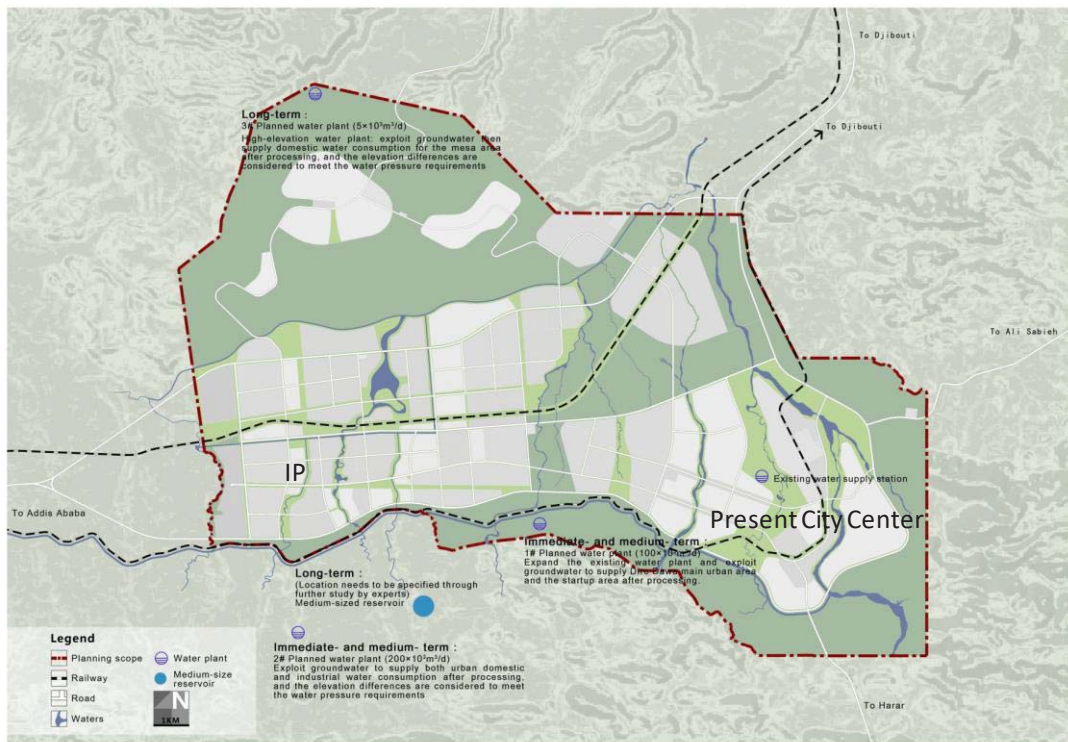 To Djibouti
To Djibouti
Long-term :
3# Planned water plant (5×10³m³/d)
High-elevation water plant: exploit groundwater then
supply domestic water consumption for the mesa area
after processing, and the elevation differences are
considered to meet the water pressure requirements
To Ali Sabieh
IP
Existing water supply station
To Addis Ababa
Present City Center
Immediate- and medium- term :
1# Planned water plant (100×10³m³/d)
Expand the existing water plant and exploit
groundwater to supply Dire Dawa main urban area
and the startup area after processing.
Long-term :
(Location needs to be specified through
further study by experts)
Medium-sized reservoir
Immediate- and medium- term :
2# Planned water plant (200×10³m³/d)
Exploit groundwater to supply both urban domestic
and industrial water consumption after processing,
and the elevation differences are considered to meet
the water pressure requirements
To Harar
Legend
Planning scope
Railway
Road
Waters
Water plant
Medium-size
reservoir
N
1KM